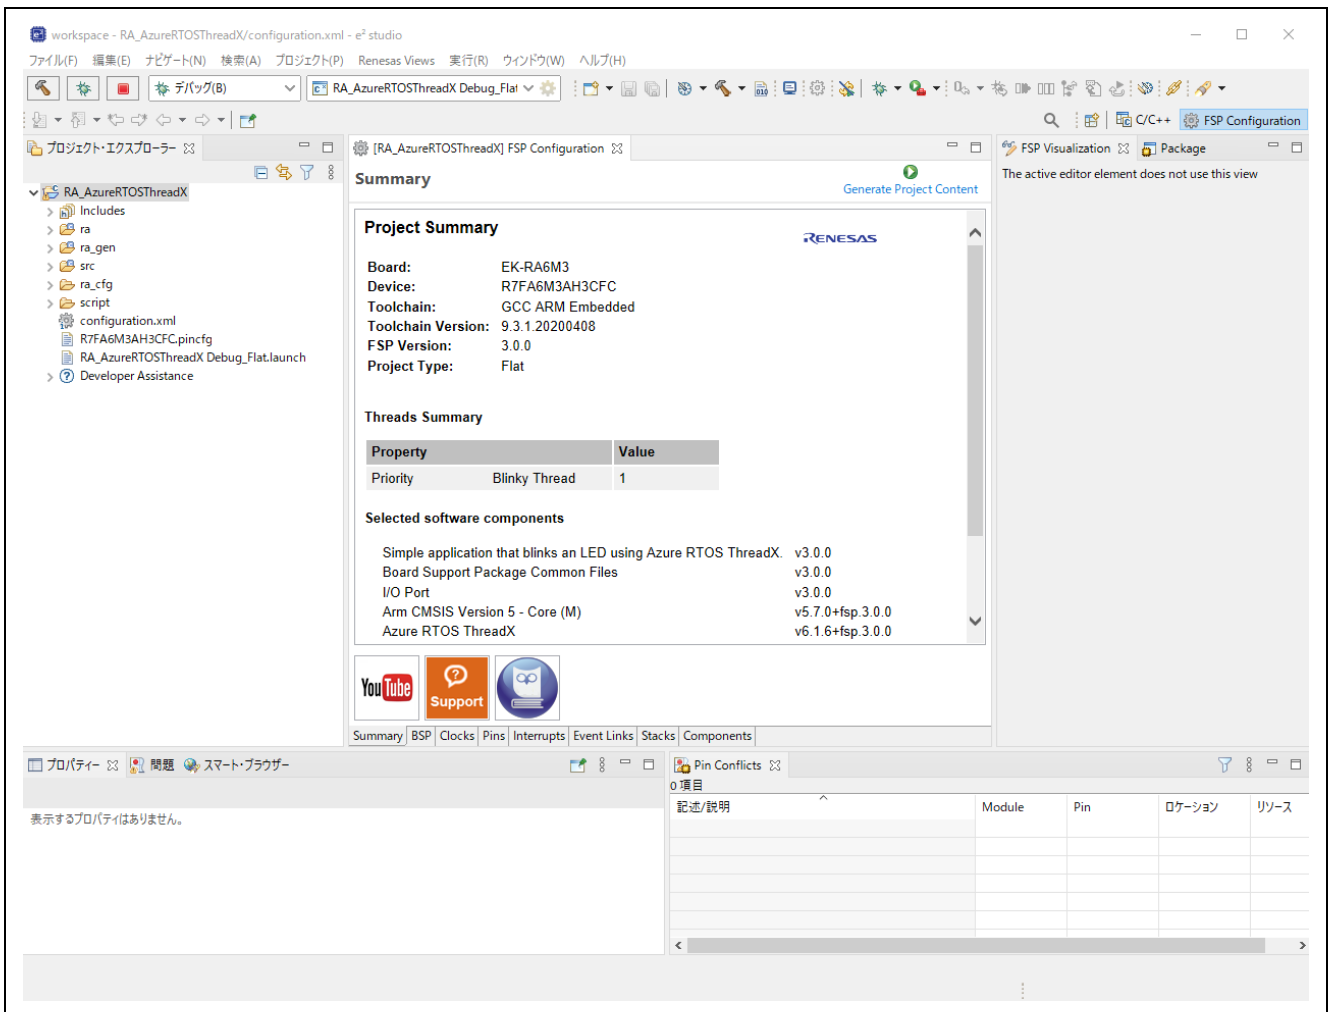 workspace - RA_AzureRTOSThreadX/configuration.xml - e² studio
ファイル(F) 編集(E) ナビゲート(N) 検索(A) プロジェクト(P) Renesas Views 実行(R) ウィンドウ(W) ヘルプ(H)
デバッグ(B) RA_AzureRTOSThreadX Debug_Flat
C/C++ FSP Configuration
プロジェクト・エクスプローラー
RA_AzureRTOSThreadX
Includes
ra
ra_gen
src
ra_cfg
script
configuration.xml
R7FA6M3AH3CFC.pincfg
RA_AzureRTOSThreadX Debug_Flat.launch
Developer Assistance
[RA_AzureRTOSThreadX] FSP Configuration
Summary
Generate Project Content
Project Summary
RENESAS
Board: EK-RA6M3
Device: R7FA6M3AH3CFC
Toolchain: GCC ARM Embedded
Toolchain Version: 9.3.1.20200408
FSP Version: 3.0.0
Project Type: Flat
Threads Summary
Property Value
Priority Blinky Thread 1
Selected software components
Simple application that blinks an LED using Azure RTOS ThreadX. v3.0.0
Board Support Package Common Files v3.0.0
I/O Port v3.0.0
Arm CMSIS Version 5 - Core (M) v5.7.0+fsp.3.0.0
Azure RTOS ThreadX v6.1.6+fsp.3.0.0
You Tube
Support
Summary BSP Clocks Pins Interrupts Event Links Stacks Components
FSP Visualization Package
The active editor element does not use this view
プロパティー 問題 スマート・ブラウザー
表示するプロパティはありません。
Pin Conflicts
0 項目
記述/説明 Module Pin ロケーション リソース